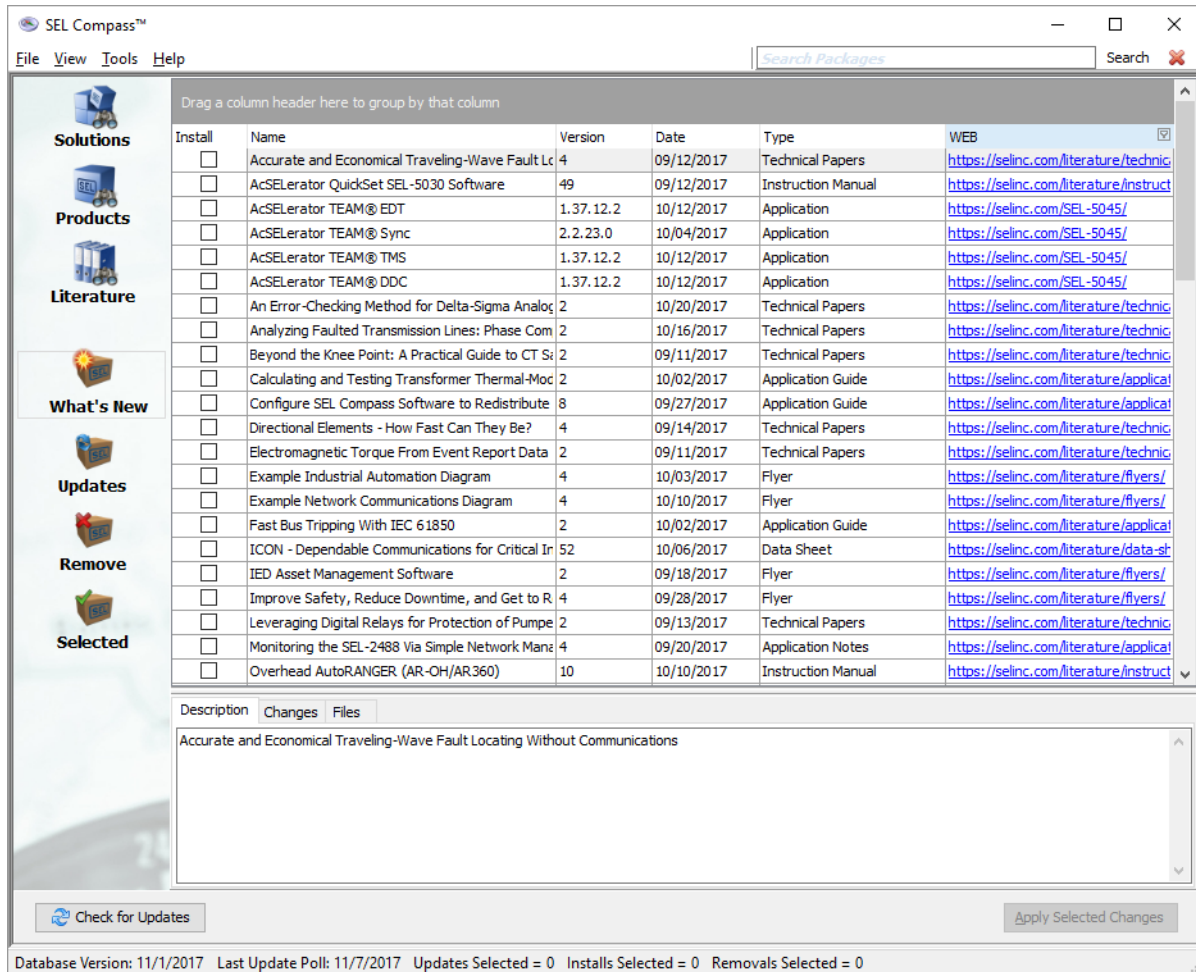 SEL Compass™
File View Tools Help
Search Packages
Search
Solutions
Products
Literature
What's New
Updates
Remove
Selected
Drag a column header here to group by that column
Install Name Version Date Type WEB
Accurate and Economical Traveling-Wave Fault Lo 4 09/12/2017 Technical Papers https://selinc.com/literature/technica
AcSELerator QuickSet SEL-5030 Software 49 09/12/2017 Instruction Manual https://selinc.com/literature/instruct
AcSELerator TEAM® EDT 1.37.12.2 10/12/2017 Application https://selinc.com/SEL-5045/
AcSELerator TEAM® Sync 2.2.23.0 10/04/2017 Application https://selinc.com/SEL-5045/
AcSELerator TEAM® TMS 1.37.12.2 10/12/2017 Application https://selinc.com/SEL-5045/
AcSELerator TEAM® DDC 1.37.12.2 10/12/2017 Application https://selinc.com/SEL-5045/
An Error-Checking Method for Delta-Sigma Analog 2 10/20/2017 Technical Papers https://selinc.com/literature/technica
Analyzing Faulted Transmission Lines: Phase Com 2 10/16/2017 Technical Papers https://selinc.com/literature/technica
Beyond the Knee Point: A Practical Guide to CT Sa 2 09/11/2017 Technical Papers https://selinc.com/literature/technica
Calculating and Testing Transformer Thermal-Mod 2 10/02/2017 Application Guide https://selinc.com/literature/applicat
Configure SEL Compass Software to Redistribute 8 09/27/2017 Application Guide https://selinc.com/literature/applicat
Directional Elements - How Fast Can They Be? 4 09/14/2017 Technical Papers https://selinc.com/literature/technica
Electromagnetic Torque From Event Report Data 2 09/11/2017 Technical Papers https://selinc.com/literature/technica
Example Industrial Automation Diagram 4 10/03/2017 Flyer https://selinc.com/literature/flyers/
Example Network Communications Diagram 4 10/10/2017 Flyer https://selinc.com/literature/flyers/
Fast Bus Tripping With IEC 61850 2 10/02/2017 Application Guide https://selinc.com/literature/applicat
ICON - Dependable Communications for Critical In 52 10/06/2017 Data Sheet https://selinc.com/literature/data-sh
IED Asset Management Software 2 09/18/2017 Flyer https://selinc.com/literature/flyers/
Improve Safety, Reduce Downtime, and Get to R 4 09/28/2017 Flyer https://selinc.com/literature/flyers/
Leveraging Digital Relays for Protection of Pumpe 2 09/13/2017 Technical Papers https://selinc.com/literature/technica
Monitoring the SEL-2488 Via Simple Network Mana 4 09/20/2017 Application Notes https://selinc.com/literature/applicat
Overhead AutoRANGER (AR-OH/AR360) 10 10/10/2017 Instruction Manual https://selinc.com/literature/instruct
Description Changes Files
Accurate and Economical Traveling-Wave Fault Locating Without Communications
Check for Updates
Apply Selected Changes
Database Version: 11/1/2017 Last Update Poll: 11/7/2017 Updates Selected = 0 Installs Selected = 0 Removals Selected = 0